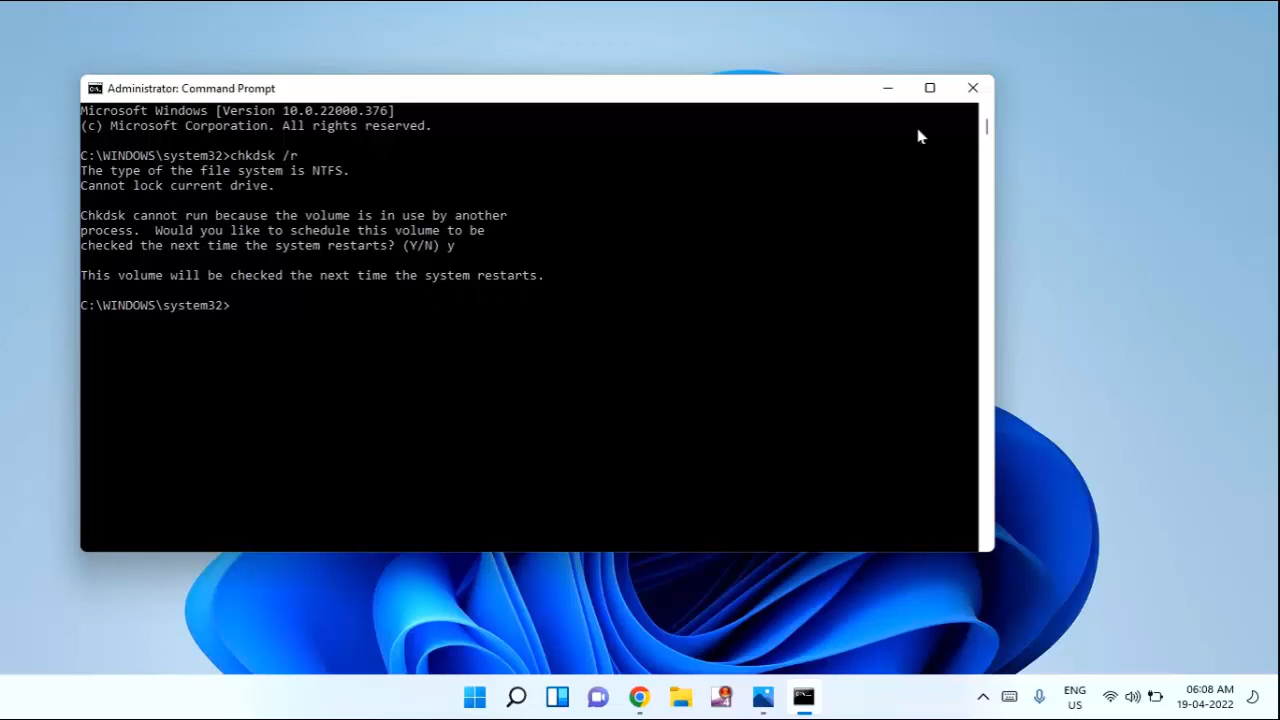 Administrator: Command Prompt
Microsoft Windows [Version 10.0.22000.376]
(c) Microsoft Corporation. All rights reserved.
C:\WINDOWS\system32>chkdsk /r
The type of the file system is NTFS.
Cannot lock current drive.
Chkdsk cannot run because the volume is in use by another
process.  Would you like to schedule this volume to be
checked the next time the system restarts? (Y/N) y
This volume will be checked the next time the system restarts.
C:\WINDOWS\system32>
ENG
US
06:08 AM
19-04-2022